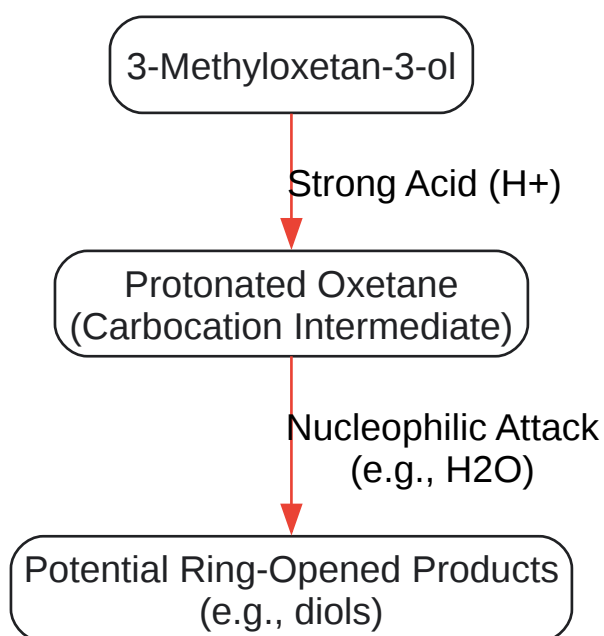 3-Methyloxetan-3-ol
Strong Acid (H+)
Protonated Oxetane
(Carbocation Intermediate)
Nucleophilic Attack
(e.g., H2O)
Potential Ring-Opened Products
(e.g., diols)